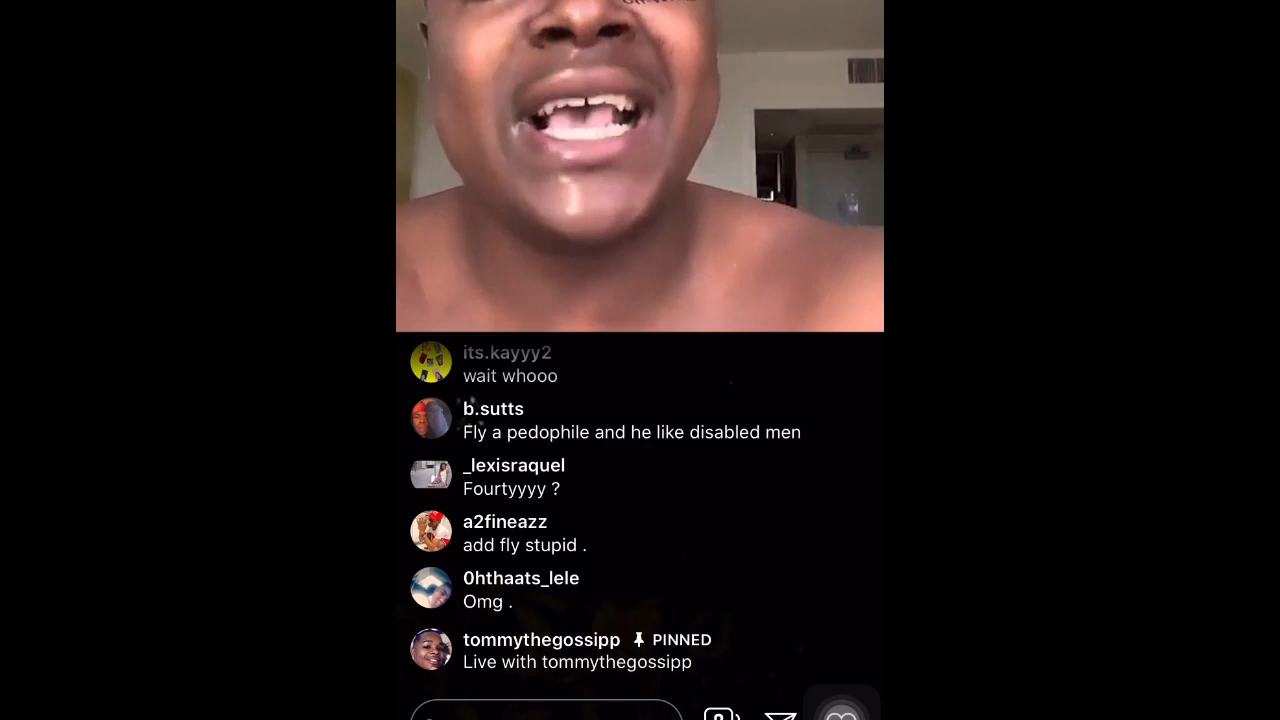 its.kayyy2
wait whooo
b.sutts
Fly a pedophile and he like disabled men
_lexisraquel
Fourtyyyy ?
a2fineazz
add fly stupid .
0hthaats_lele
Omg .
tommythegossipp PINNED
Live with tommythegossipp